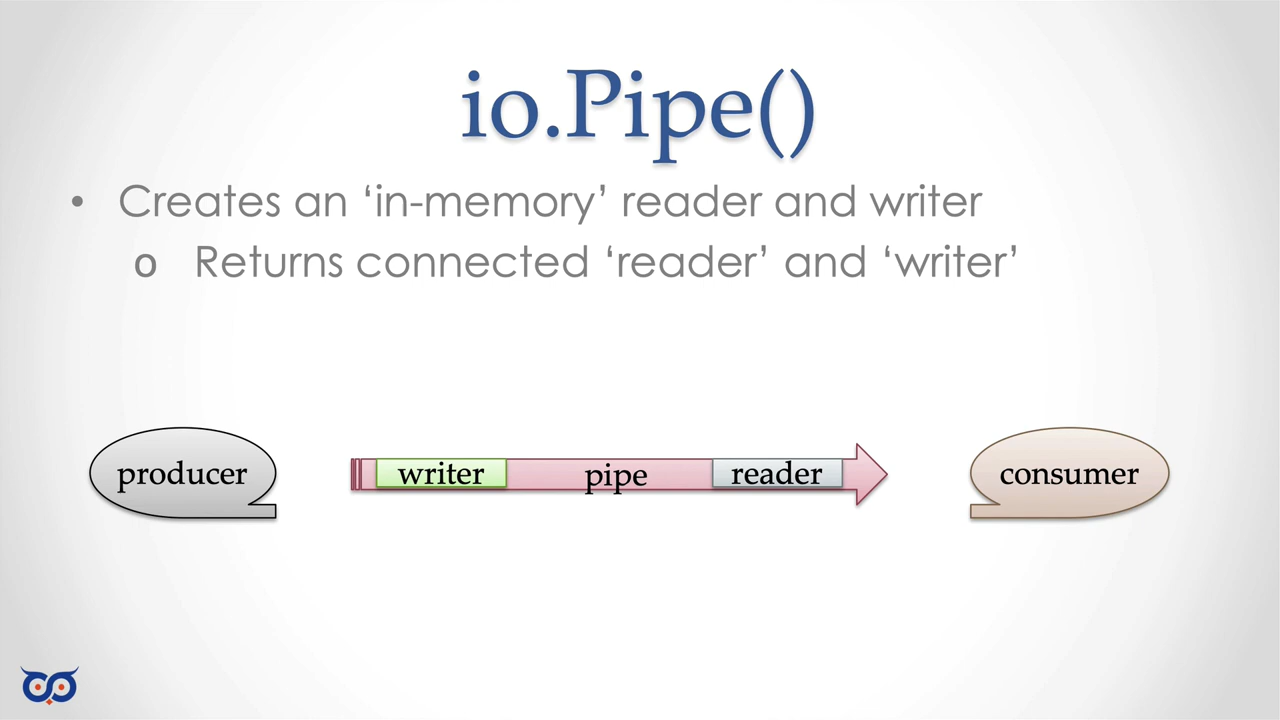 io.Pipe()
• Creates an ‘in-memory’ reader and writer
o Returns connected ‘reader’ and ‘writer’
producer
writer
pipe
reader
consumer